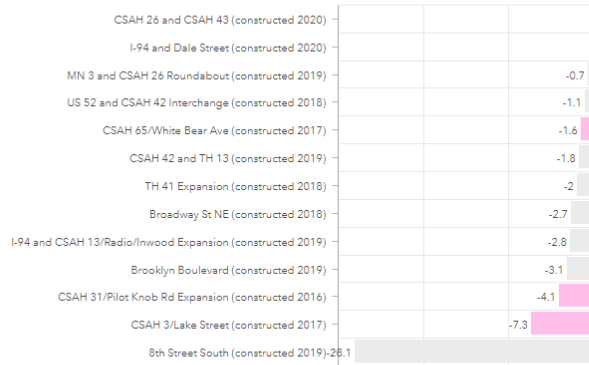 CSAH 26 and CSAH 43 (constructed 2020)
I-94 and Dale Street (constructed 2020)
MN 3 and CSAH 26 Roundabout (constructed 2019) -0.7
US 52 and CSAH 42 Interchange (constructed 2018) -1.1
CSAH 65/White Bear Ave (constructed 2017) -1.6
CSAH 42 and TH 13 (constructed 2019) -1.8
TH 41 Expansion (constructed 2018) -2
Broadway St NE (constructed 2018) -2.7
I-94 and CSAH 13/Radio/Inwood Expansion (constructed 2019) -2.8
Brooklyn Boulevard (constructed 2019) -3.1
CSAH 31/Pilot Knob Rd Expansion (constructed 2016) -4.1
CSAH 3/Lake Street (constructed 2017) -7.3
8th Street South (constructed 2019) -28.1